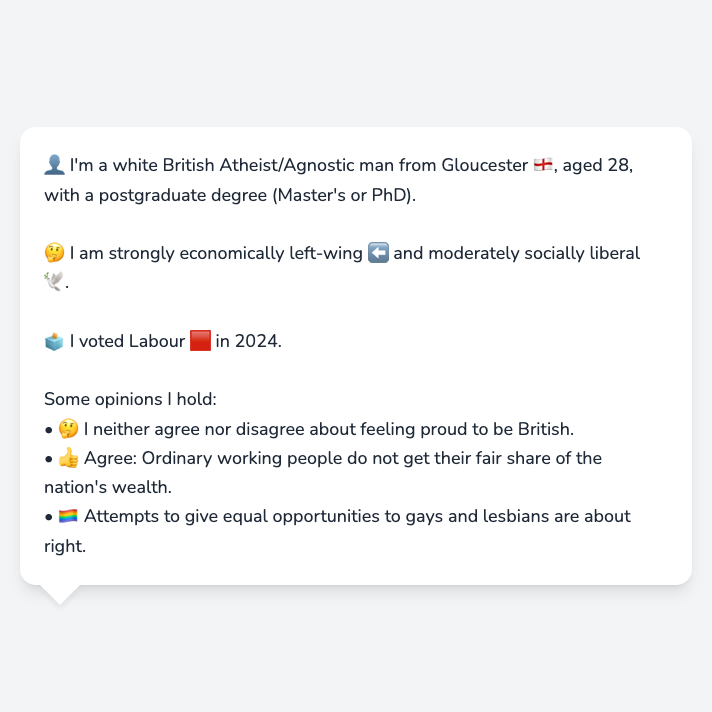 👤 I'm a white British Atheist/Agnostic man from Gloucester 🏴󠁧󠁢󠁥󠁮󠁧󠁿, aged 28,
with a postgraduate degree (Master's or PhD).
🤔 I am strongly economically left-wing ⬅️ and moderately socially liberal
🕊️.
🗳️ I voted Labour 🟥 in 2024.
Some opinions I hold:
• 🤔 I neither agree nor disagree about feeling proud to be British.
• 👍 Agree: Ordinary working people do not get their fair share of the
nation's wealth.
• 🏳️‍🌈 Attempts to give equal opportunities to gays and lesbians are about
right.